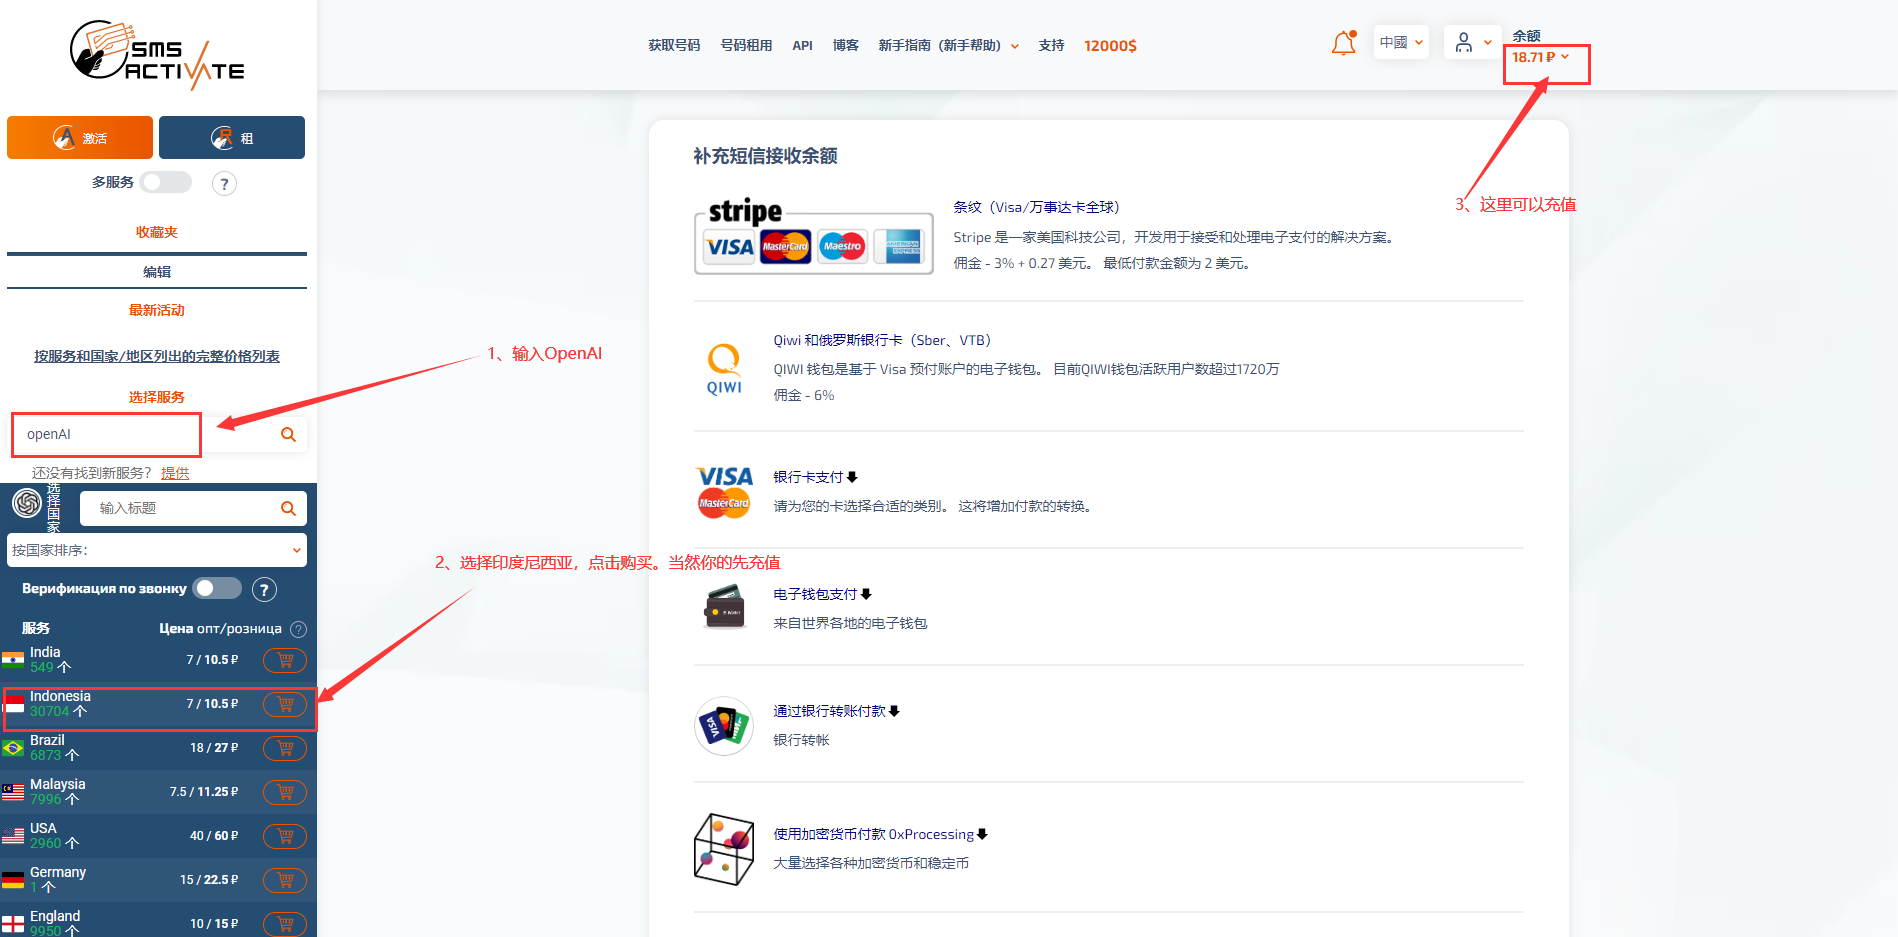 SMS
ACTIVATE
激活
租
多服务
?
收藏夹
编辑
最新活动
按服务和国家/地区列出的完整价格列表
选择服务
openAI
还没有找到新服务? 提供
选择国家
输入标题
按国家排序:
Верификация по звонку
?
服务
Цена опт/розница ?
India
549 个
7 / 10.5 ₽
Indonesia
30704 个
7 / 10.5 ₽
Brazil
6873 个
18 / 27 ₽
Malaysia
7996 个
7.5 / 11.25 ₽
USA
2960 个
40 / 60 ₽
Germany
1 个
15 / 22.5 ₽
England
9950 个
10 / 15 ₽
获取号码 号码租用 API 博客 新手指南(新手帮助) 支持 12000$
中國
余额
18.71 ₽
1、输入OpenAI
2、选择印度尼西亚,点击购买。当然你的先充值
3、这里可以充值
补充短信接收余额
stripe
VISA MasterCard Maestro AMERICAN EXPRESS
条纹(Visa/万事达卡全球)
Stripe 是一家美国科技公司,开发用于接受和处理电子支付的解决方案。
佣金 - 3% + 0.27 美元。 最低付款金额为 2 美元。
QIWI
Qiwi 和俄罗斯银行卡(Sber、VTB)
QIWI 钱包是基于 Visa 预付账户的电子钱包。 目前QIWI钱包活跃用户数超过1720万
佣金 - 6%
VISA
MasterCard
银行卡支付
请为您的卡选择合适的类别。 这将增加付款的转换。
电子钱包支付
来自世界各地的电子钱包
VISA
通过银行转账付款
银行转帐
使用加密货币付款 0xProcessing
大量选择各种加密货币和稳定币